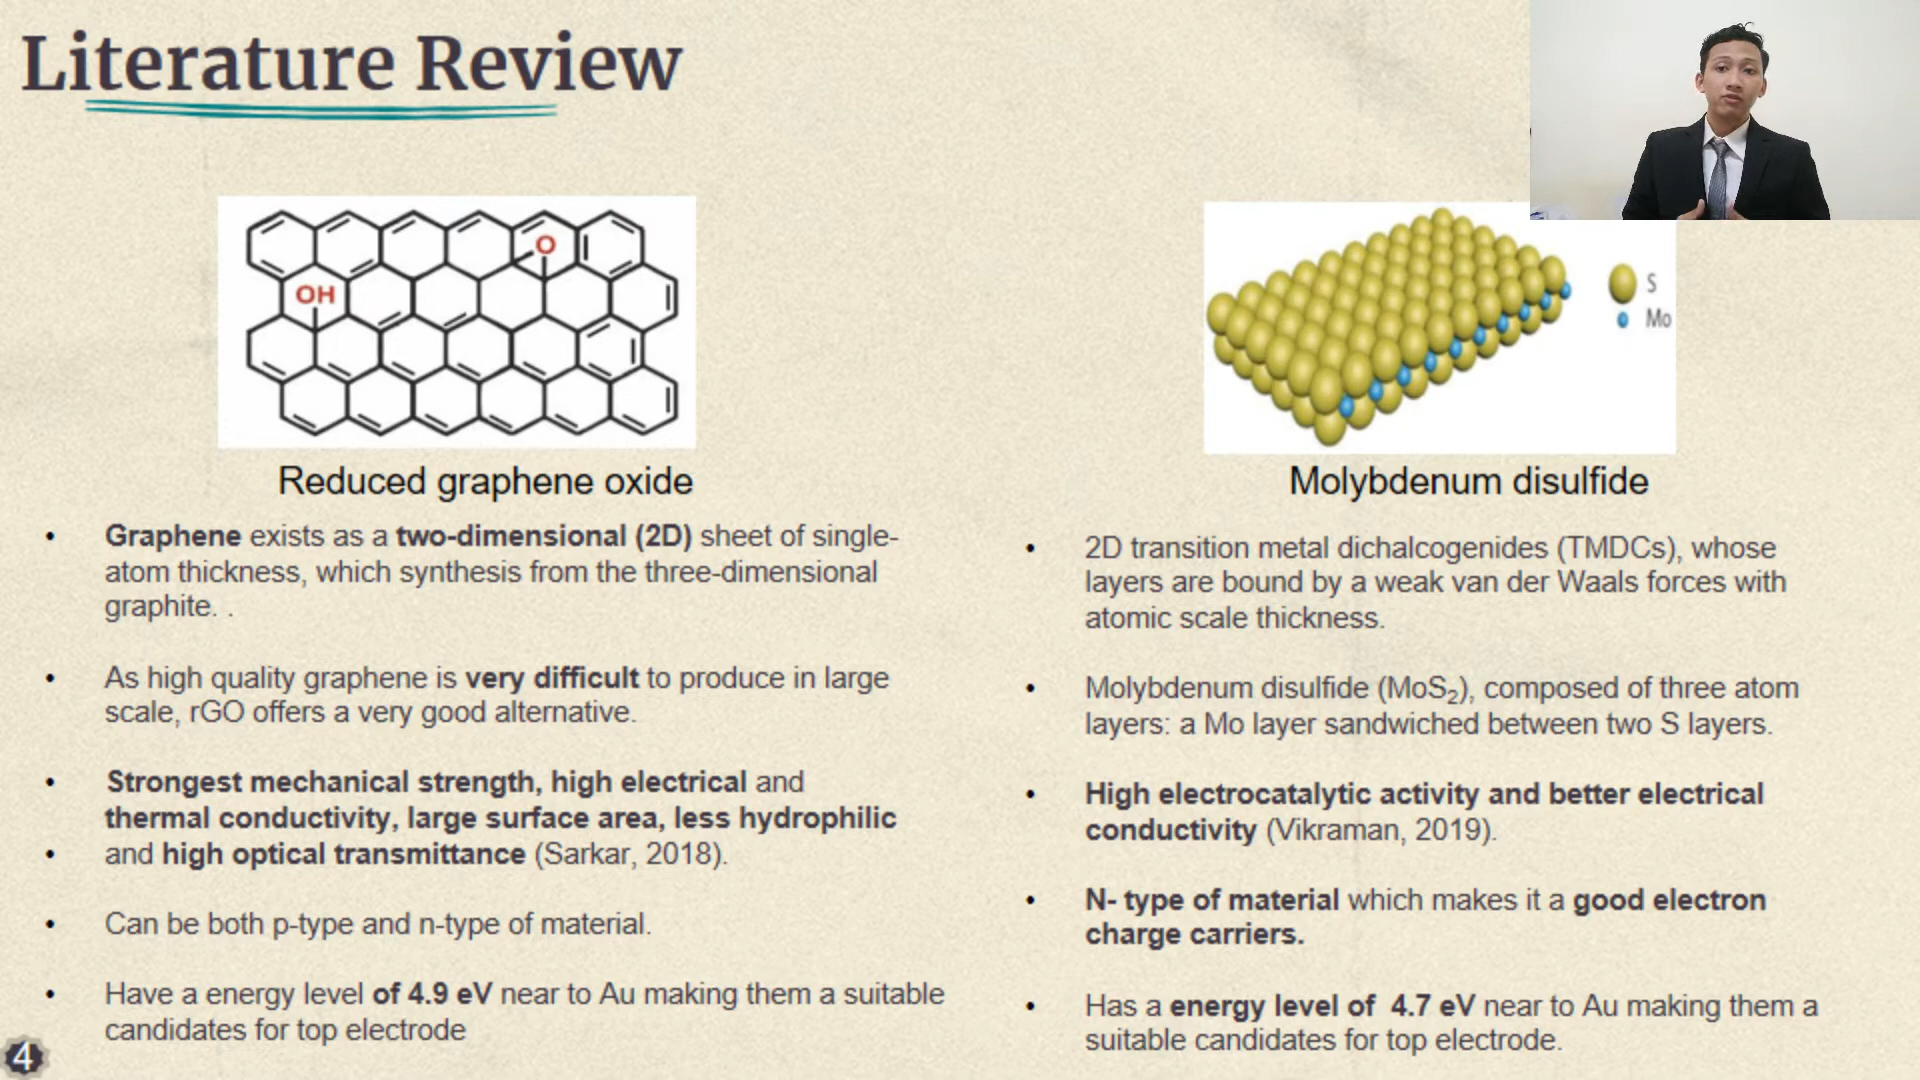 Literature Review
O
OH
S
Mo
Reduced graphene oxide
• Graphene exists as a two-dimensional (2D) sheet of single-
atom thickness, which synthesis from the three-dimensional
graphite. .
• As high quality graphene is very difficult to produce in large
scale, rGO offers a very good alternative.
• Strongest mechanical strength, high electrical and
thermal conductivity, large surface area, less hydrophilic
• and high optical transmittance (Sarkar, 2018).
• Can be both p-type and n-type of material.
• Have a energy level of 4.9 eV near to Au making them a suitable
candidates for top electrode
Molybdenum disulfide
• 2D transition metal dichalcogenides (TMDCs), whose
layers are bound by a weak van der Waals forces with
atomic scale thickness.
• Molybdenum disulfide (MoS₂), composed of three atom
layers: a Mo layer sandwiched between two S layers.
• High electrocatalytic activity and better electrical
conductivity (Vikraman, 2019).
• N- type of material which makes it a good electron
charge carriers.
• Has a energy level of 4.7 eV near to Au making them a
suitable candidates for top electrode.
4